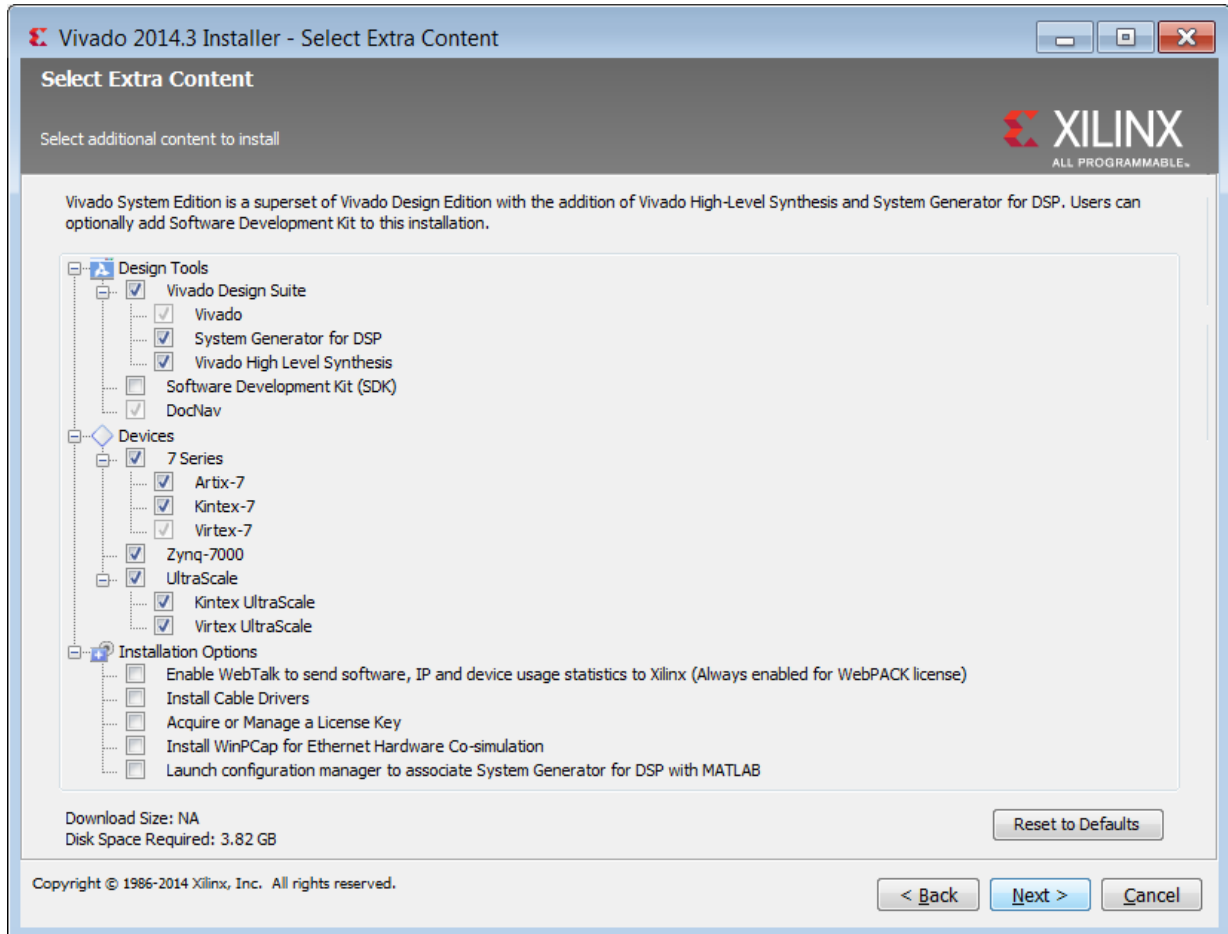 Vivado 2014.3 Installer - Select Extra Content
Select Extra Content
Select additional content to install
XILINX
ALL PROGRAMMABLE™
Vivado System Edition is a superset of Vivado Design Edition with the addition of Vivado High-Level Synthesis and System Generator for DSP. Users can
optionally add Software Development Kit to this installation.
Design Tools
Vivado Design Suite
Vivado
System Generator for DSP
Vivado High Level Synthesis
Software Development Kit (SDK)
DocNav
Devices
7 Series
Artix-7
Kintex-7
Virtex-7
Zynq-7000
UltraScale
Kintex UltraScale
Virtex UltraScale
Installation Options
Enable WebTalk to send software, IP and device usage statistics to Xilinx (Always enabled for WebPACK license)
Install Cable Drivers
Acquire or Manage a License Key
Install WinPCap for Ethernet Hardware Co-simulation
Launch configuration manager to associate System Generator for DSP with MATLAB
Download Size: NA
Disk Space Required: 3.82 GB
Reset to Defaults
Copyright © 1986-2014 Xilinx, Inc. All rights reserved.
< Back
Next >
Cancel